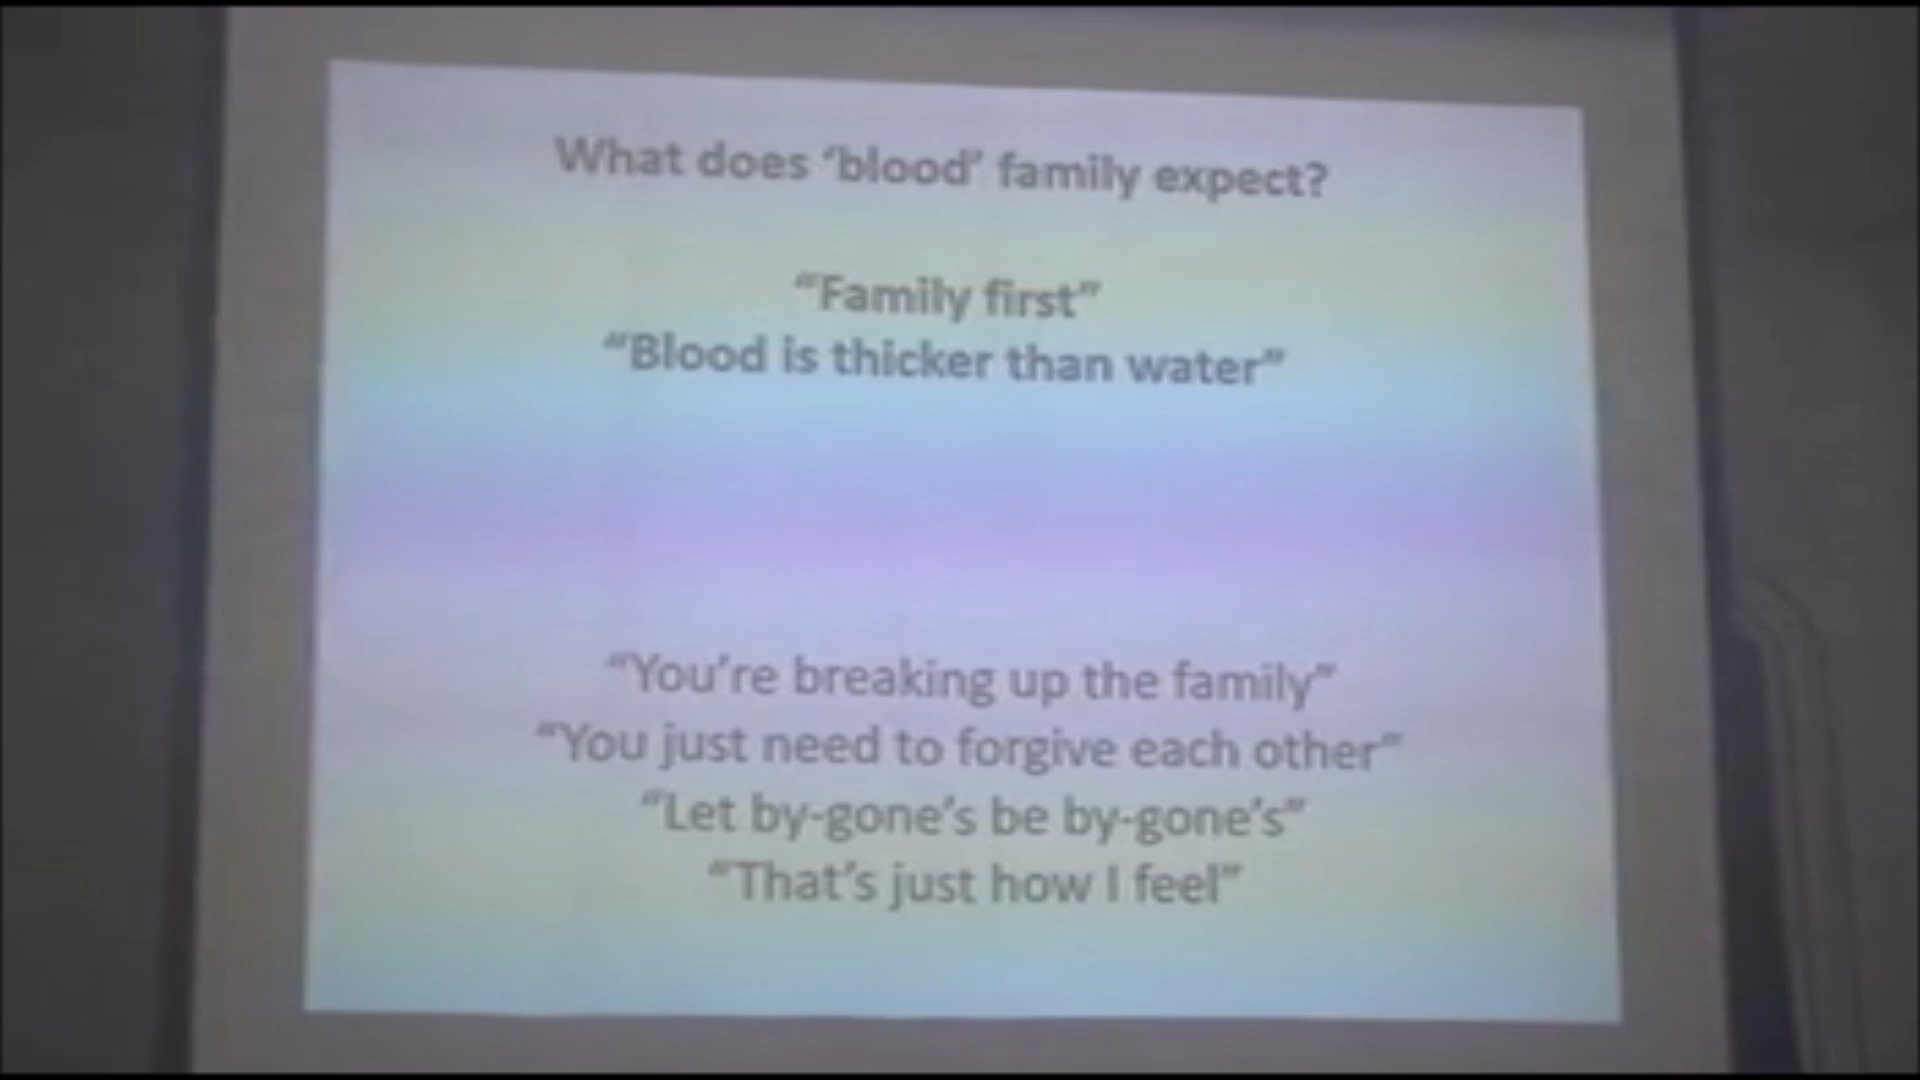 What does ‘blood’ family expect?
“Family first”
“Blood is thicker than water”
“You’re breaking up the family”
“You just need to forgive each other”
“Let by-gone’s be by-gone’s”
“That’s just how I feel”